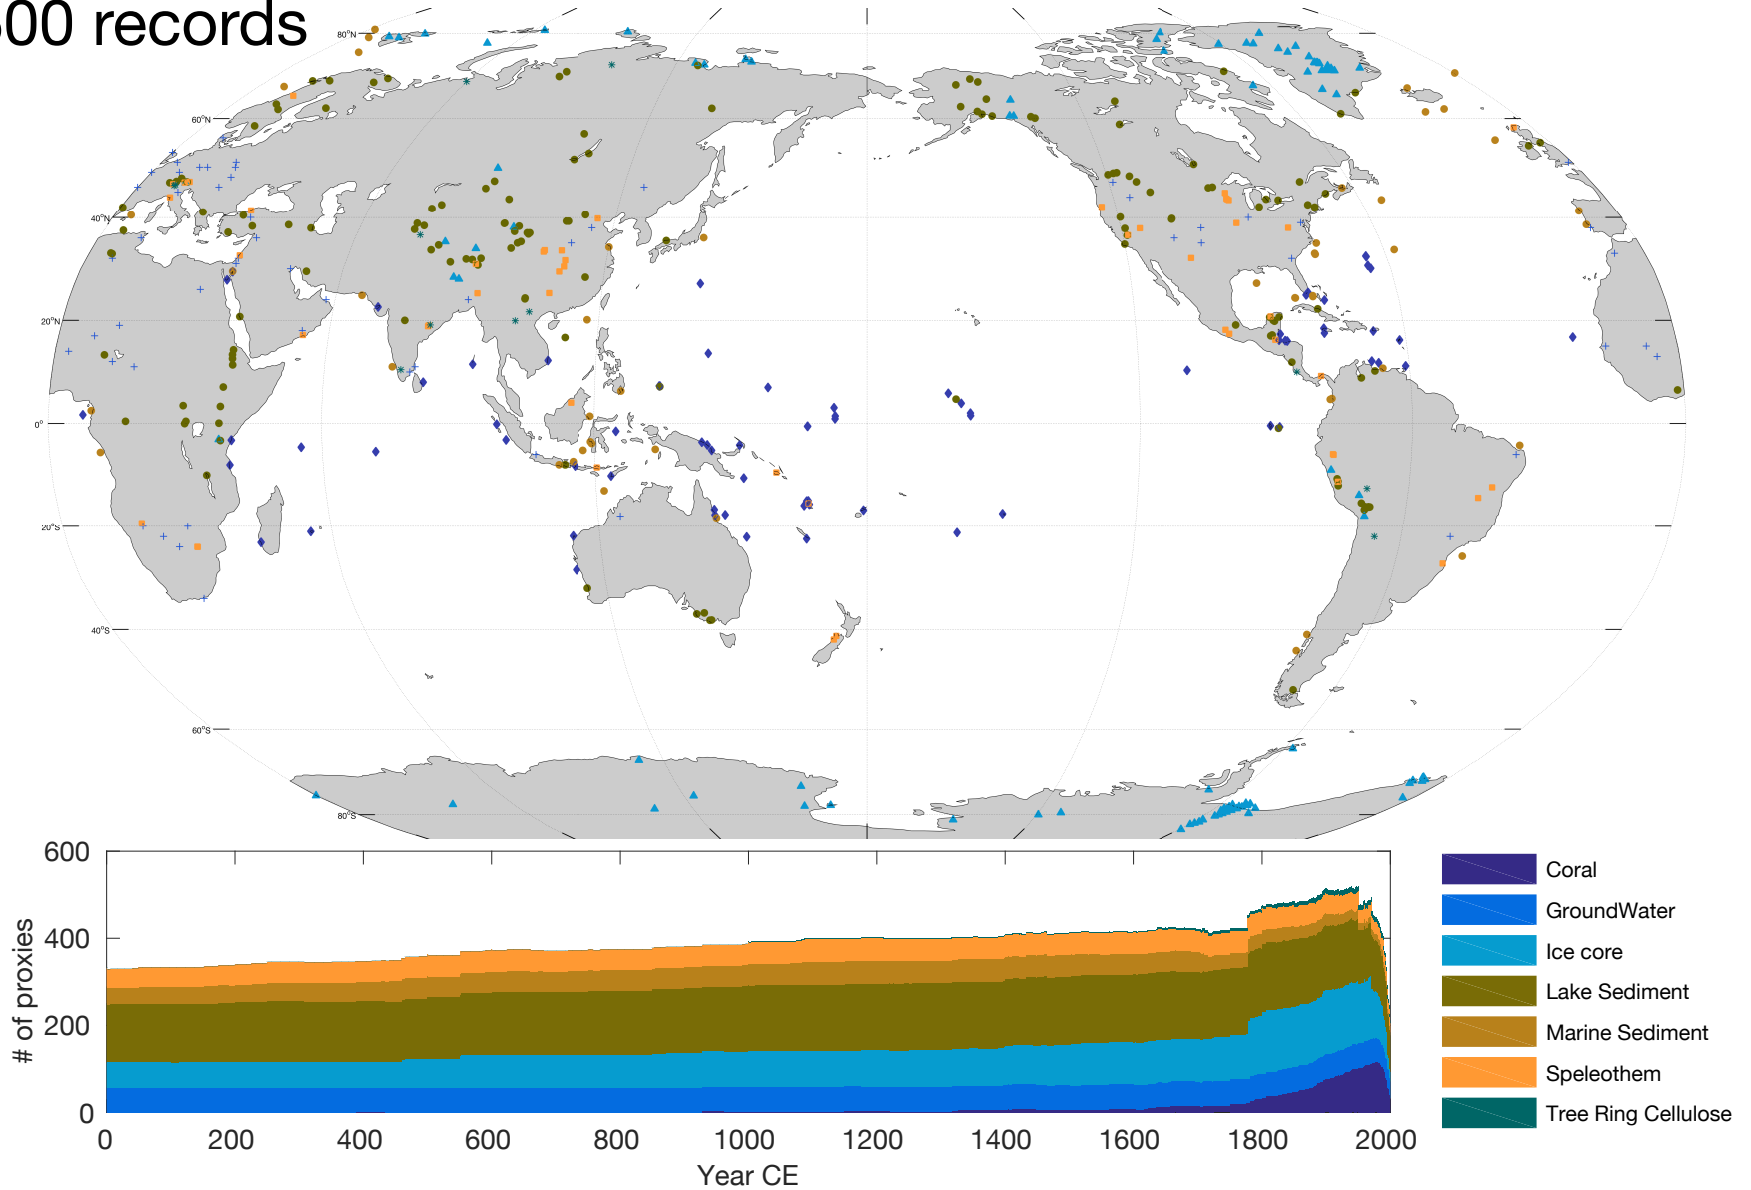 00 records
80°N
60°N
40°N
20°N
0°
20°S
40°S
60°S
80°S
# of proxies
600
400
200
0
0 200 400 600 800 1000 1200 1400 1600 1800 2000
Year CE
Coral
GroundWater
Ice core
Lake Sediment
Marine Sediment
Speleothem
Tree Ring Cellulose